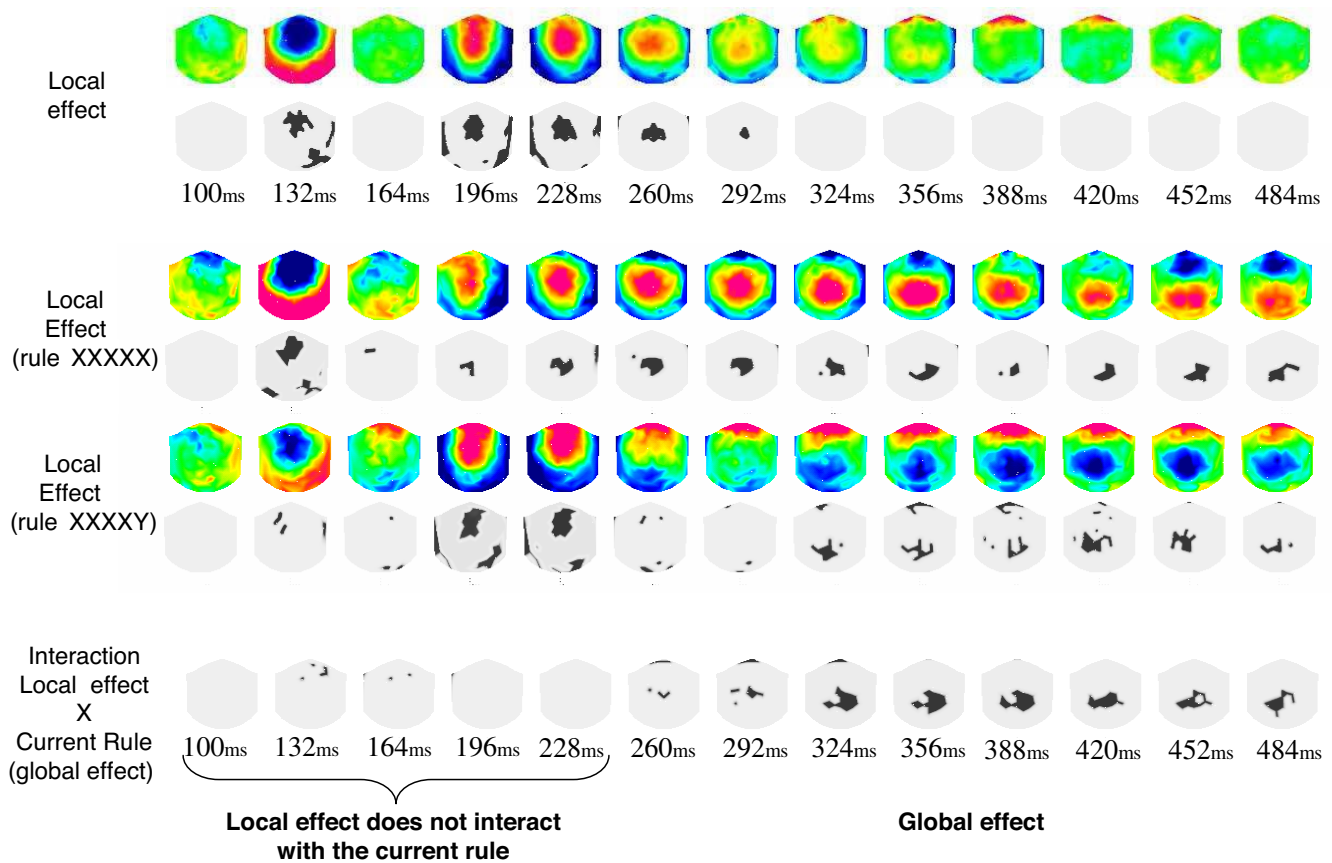 Local
effect
100ms 132ms 164ms 196ms 228ms 260ms 292ms 324ms 356ms 388ms 420ms 452ms 484ms
Local
Effect
(rule XXXXX)
Local
Effect
(rule XXXXY)
Interaction
Local effect
X
Current Rule
(global effect)
100ms 132ms 164ms 196ms 228ms 260ms 292ms 324ms 356ms 388ms 420ms 452ms 484ms
Local effect does not interact
with the current rule
Global effect